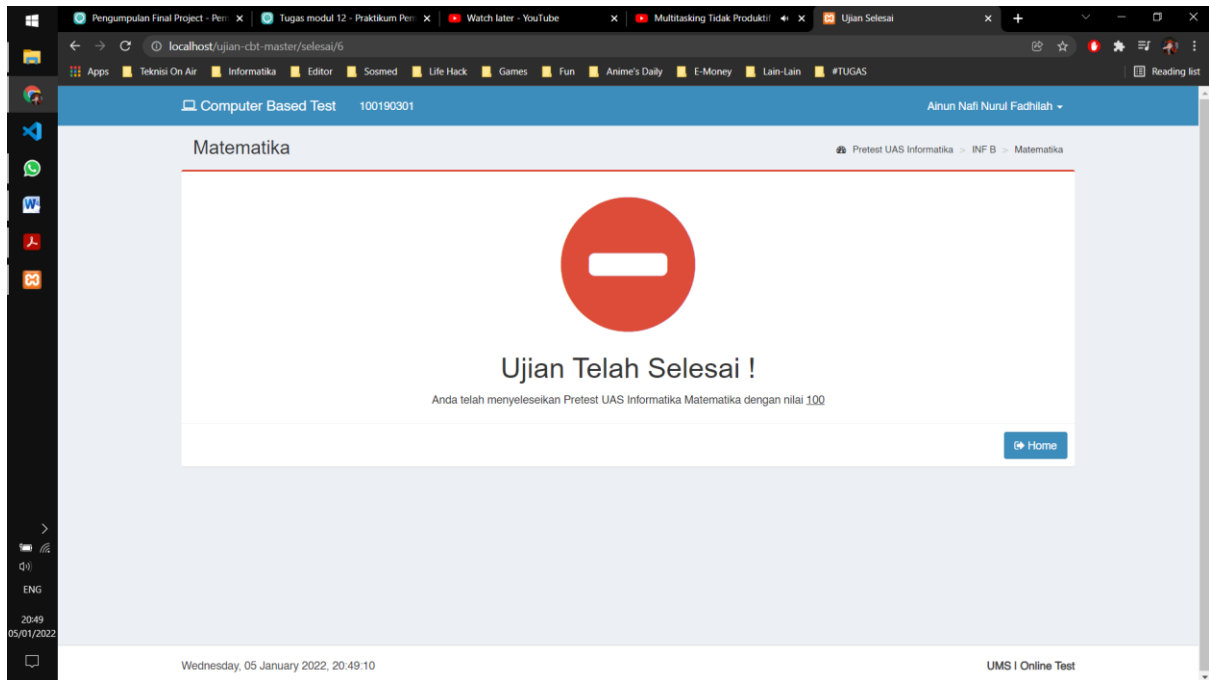 Pengumpulan Final Project - Pem
Tugas modul 12 - Praktikum Pem
Watch later - YouTube
Multitasking Tidak Produktif
Ujian Selesai
localhost/ujian-cbt-master/selesai/6
Apps Teknisi On Air Informatika Editor Sosmed Life Hack Games Fun Anime's Daily E-Money Lain-Lain #TUGAS Reading list
Computer Based Test 100190301 Ainun Nafi Nurul Fadhilah
Matematika
Pretest UAS Informatika > INF B > Matematika
Ujian Telah Selesai !
Anda telah menyeleseikan Pretest UAS Informatika Matematika dengan nilai 100
Home
ENG
20:49
05/01/2022
Wednesday, 05 January 2022, 20:49:10
UMS I Online Test